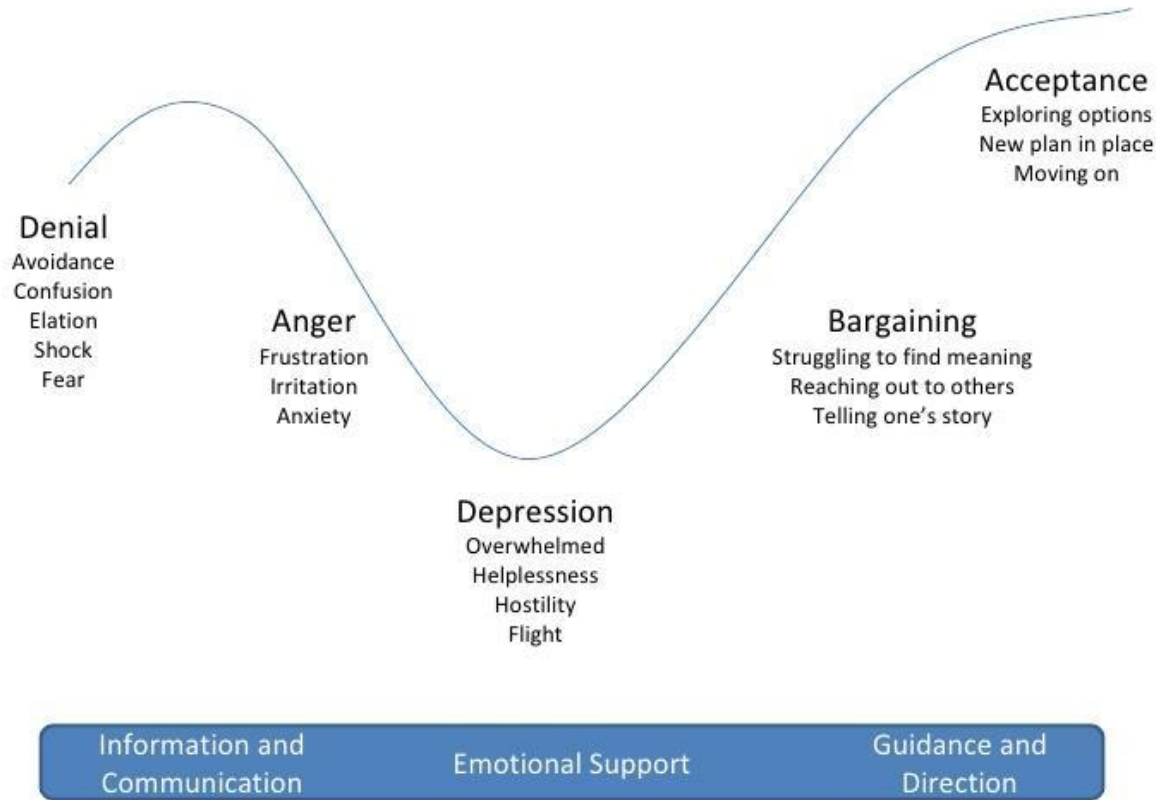 Denial
Avoidance
Confusion
Elation
Shock
Fear
Anger
Frustration
Irritation
Anxiety
Depression
Overwhelmed
Helplessness
Hostility
Flight
Bargaining
Struggling to find meaning
Reaching out to others
Telling one’s story
Acceptance
Exploring options
New plan in place
Moving on
Information and
Communication
Emotional Support
Guidance and
Direction